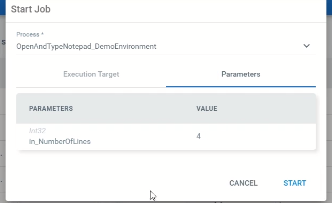 Start Job
Process *
OpenAndTypeNotepad_DemoEnvironment
Execution Target
Parameters
PARAMETERS VALUE
Int32
in_NumberOfLines 4
CANCEL START